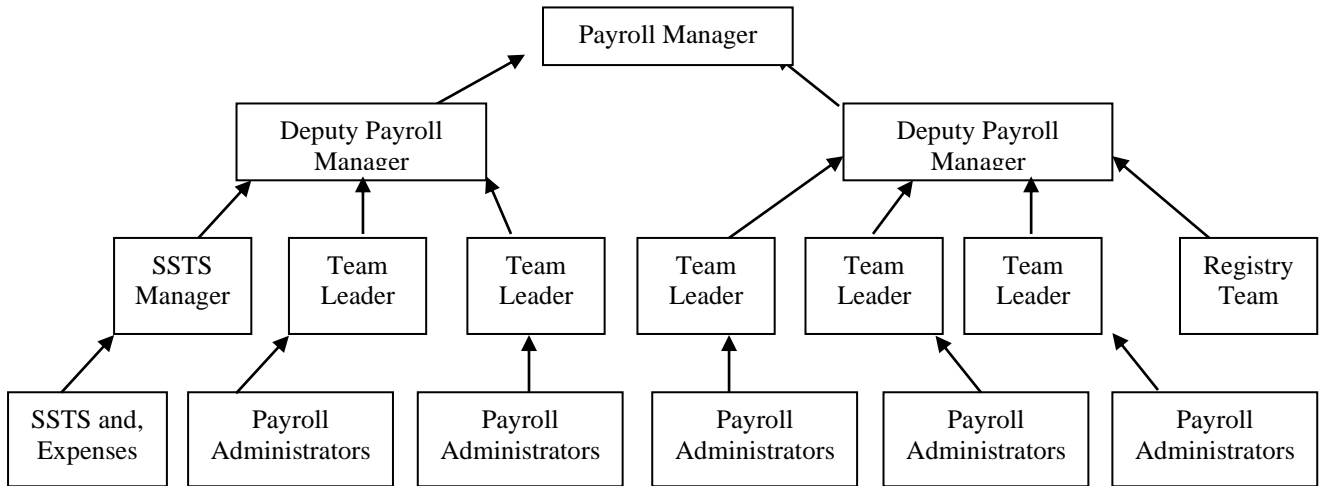 Payroll Manager
Deputy Payroll
Manager
Deputy Payroll
Manager
SSTS
Manager
Team
Leader
Team
Leader
Team
Leader
Team
Leader
Team
Leader
Registry
Team
SSTS and,
Expenses
Payroll
Administrators
Payroll
Administrators
Payroll
Administrators
Payroll
Administrators
Payroll
Administrators